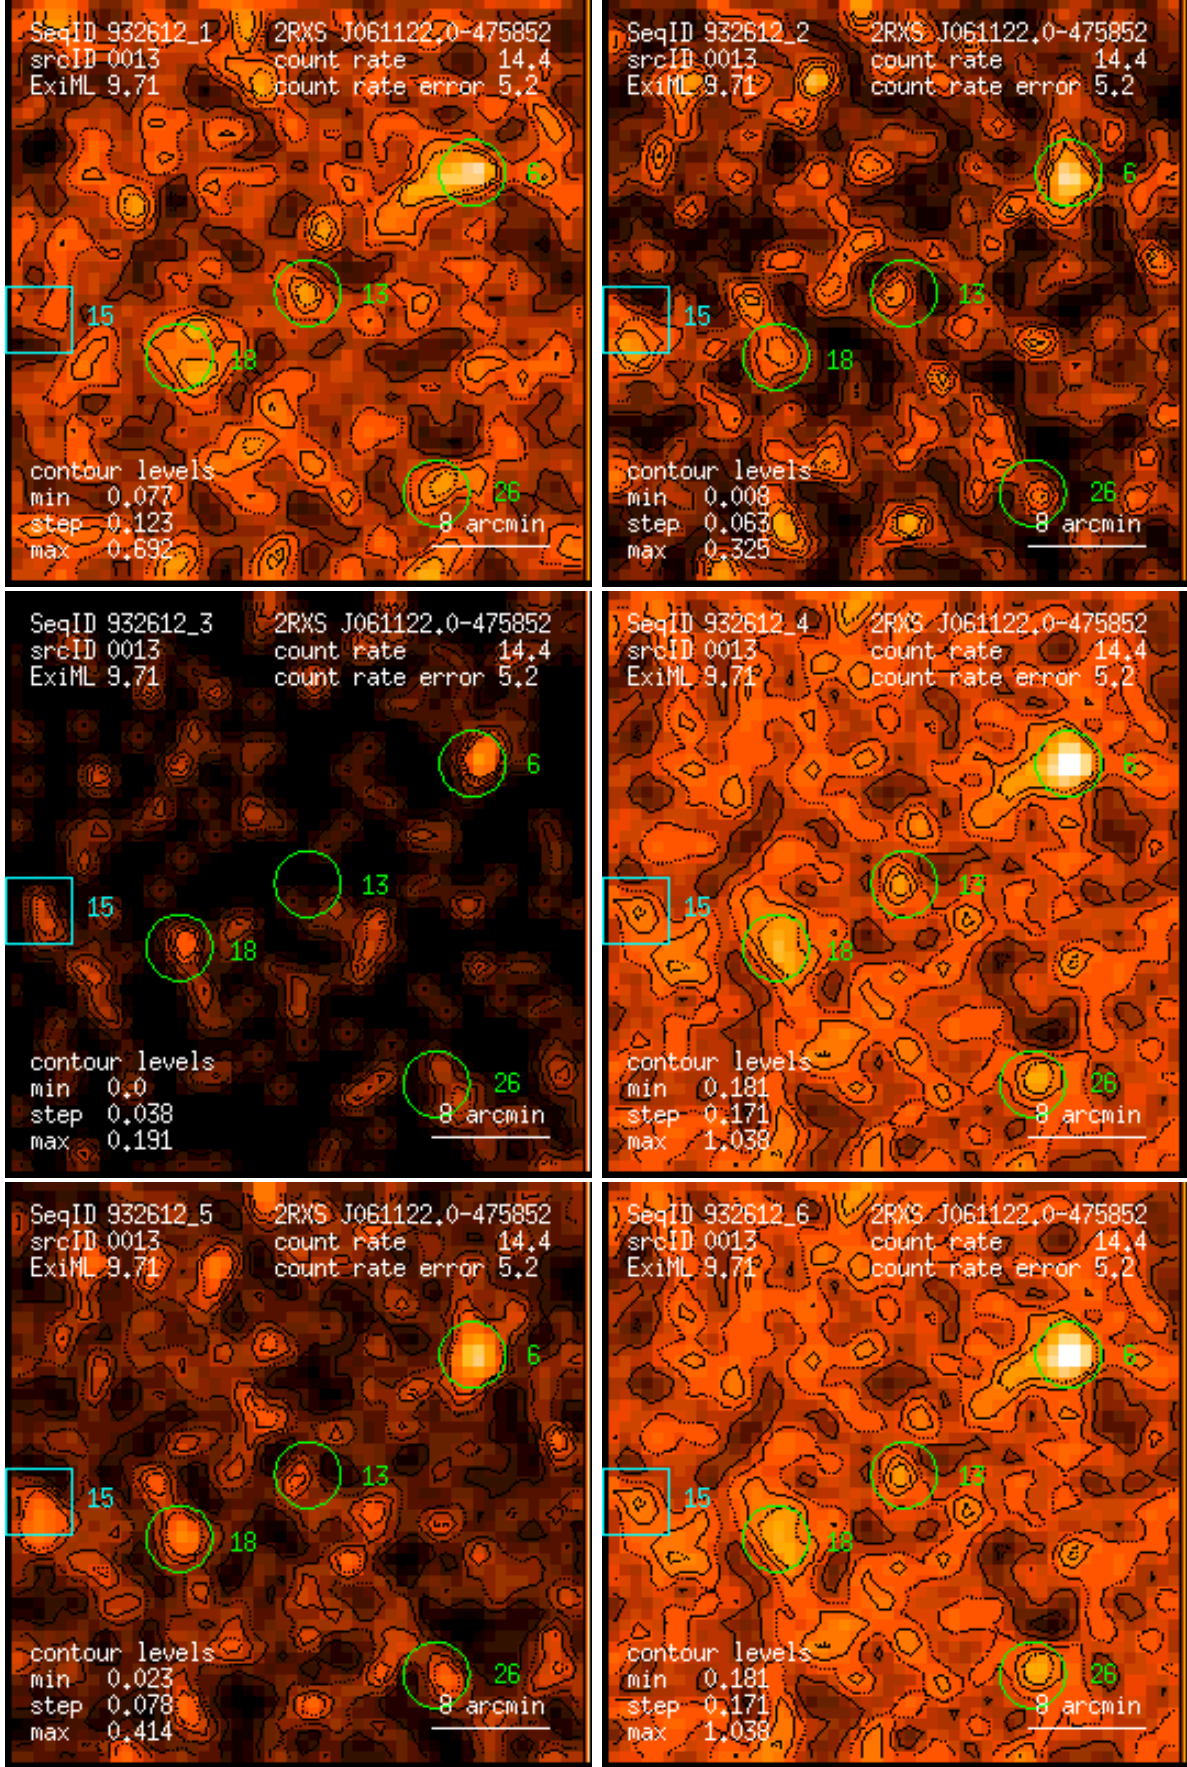 SeqID 932612_1 2RXS J061122.0-475852
srcID 0013 count rate 14.4
ExiML 9.71 count rate error 5.2
6
13
15
18
26
contour levels
min 0.077
step 0.123
max 0.692
8 arcmin
SeqID 932612_2 2RXS J061122.0-475852
srcID 0013 count rate 14.4
ExiML 9.71 count rate error 5.2
6
13
15
18
26
contour levels
min 0.008
step 0.063
max 0.325
8 arcmin
SeqID 932612_3 2RXS J061122.0-475852
srcID 0013 count rate 14.4
ExiML 9.71 count rate error 5.2
6
13
15
18
26
contour levels
min 0.0
step 0.038
max 0.191
8 arcmin
SeqID 932612_4 2RXS J061122.0-475852
srcID 0013 count rate 14.4
ExiML 9.71 count rate error 5.2
6
13
15
18
26
contour levels
min 0.181
step 0.171
max 1.038
8 arcmin
SeqID 932612_5 2RXS J061122.0-475852
srcID 0013 count rate 14.4
ExiML 9.71 count rate error 5.2
6
13
15
18
26
contour levels
min 0.023
step 0.078
max 0.414
8 arcmin
SeqID 932612_6 2RXS J061122.0-475852
srcID 0013 count rate 14.4
ExiML 9.71 count rate error 5.2
6
13
15
18
26
contour levels
min 0.181
step 0.171
max 1.038
8 arcmin